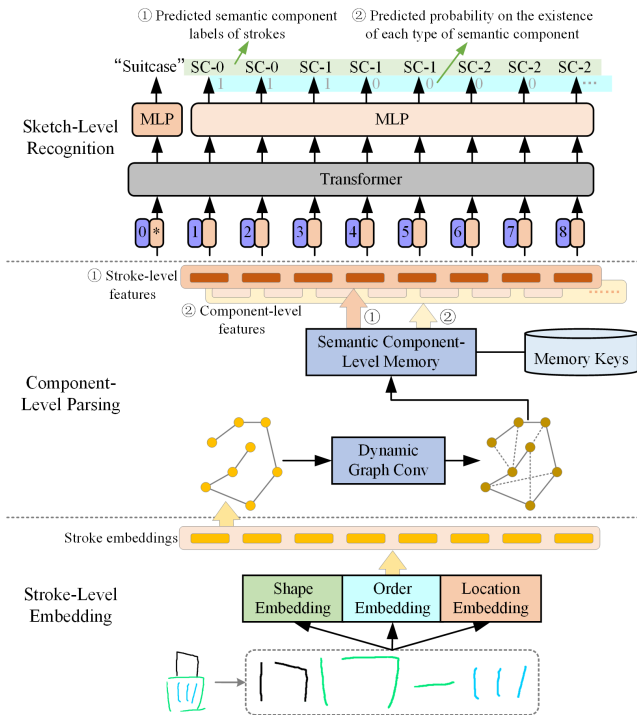 ① Predicted semantic component
labels of strokes
② Predicted probability on the existence
of each type of semantic component
"Suitcase" SC-0 SC-0 SC-1 SC-1 SC-1 SC-2 SC-2 SC-2
1 1 1 0 0 0 0 ...
MLP MLP
Sketch-Level
Recognition
Transformer
0 * 1 2 3 4 5 6 7 8
① Stroke-level
features
② Component-level
features
① ②
Semantic Component-
Level Memory
Memory Keys
Component-
Level Parsing
Dynamic
Graph Conv
Stroke embeddings
Stroke-Level
Embedding
Shape
Embedding
Order
Embedding
Location
Embedding